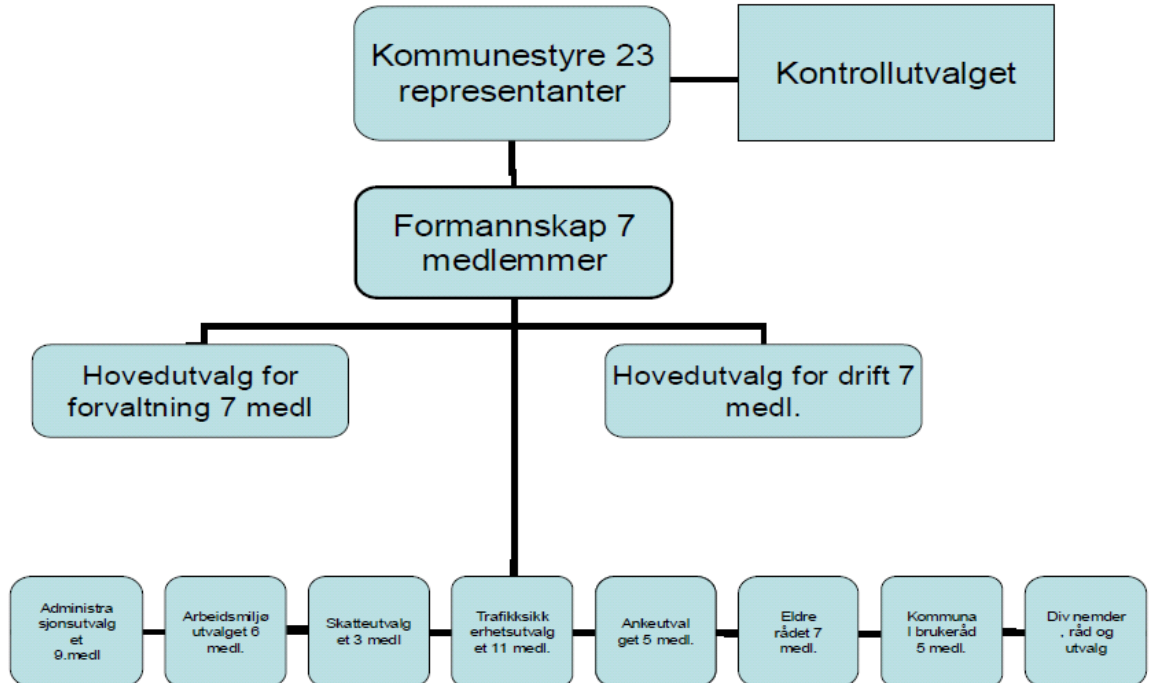 Kommunestyre 23
representanter
Kontrollutvalget
Formannskap 7
medlemmer
Hovedutvalg for
forvaltning 7 medl
Hovedutvalg for drift 7
medl.
Administra
sjonsutvalg
et
9.medl
Arbeidsmiljø
utvalget 6
medl.
Skatteutvalg
et 3 medl
Trafikksikk
erhetsutvalg
et 11 medl.
Ankeutval
get 5 medl.
Eldre
rådet 7
medl.
Kommuna
l brukeråd
5 medl.
Div nemder
, råd og
utvalg